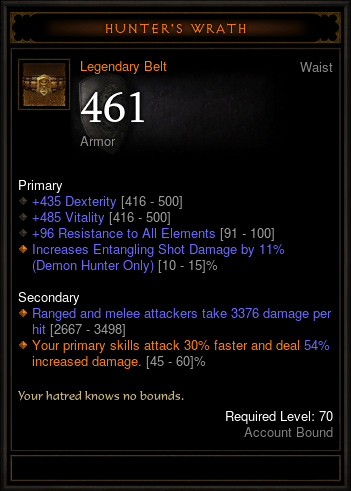 HUNTER'S WRATH
Legendary Belt
Waist
461
Armor
Primary
+435 Dexterity [416 - 500]
+485 Vitality [416 - 500]
+96 Resistance to All Elements [91 - 100]
Increases Entangling Shot Damage by 11%
(Demon Hunter Only) [10 - 15]%
Secondary
Ranged and melee attackers take 3376 damage per
hit [2667 - 3498]
Your primary skills attack 30% faster and deal 54%
increased damage. [45 - 60]%
Your hatred knows no bounds.
Required Level: 70
Account Bound